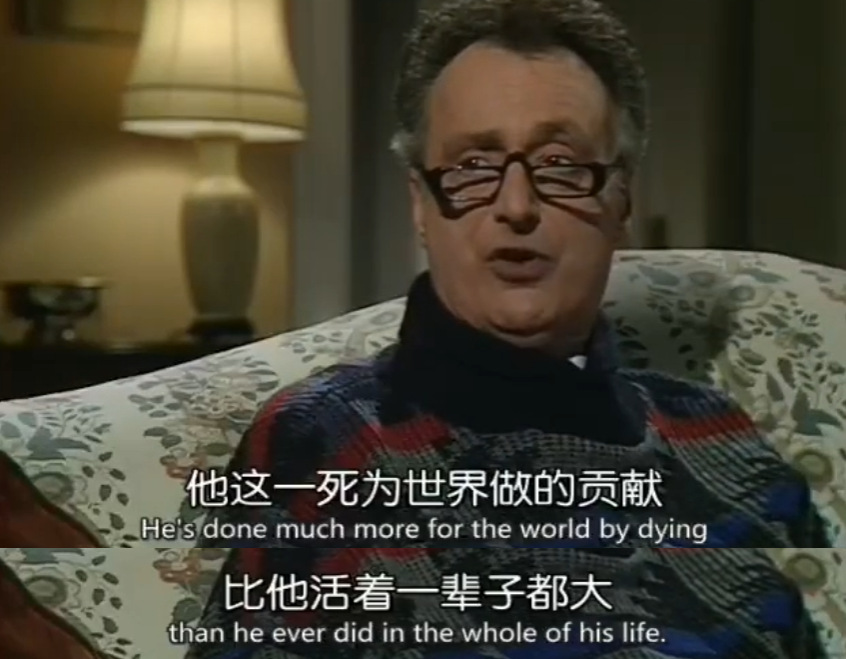 他这一死为世界做的贡献
He's done much more for the world by dying
比他活着一辈子都大
than he ever did in the whole of his life.